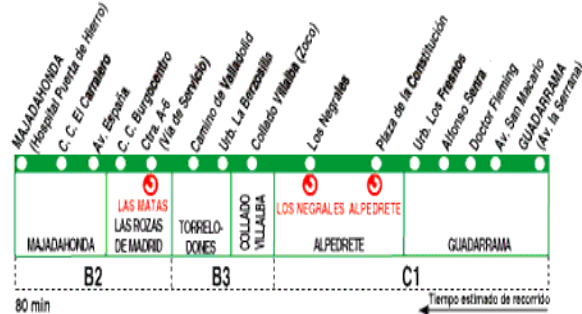 MAJADAHONDA
(Hospital Puerta de Hierro)
C. C. El Carralero
Av. España
C. C. Burgocentro
Ctra. A-6
(Vía de Servicio)
Camino de Valladolid
Urb. La Berzosilla
Collado Villalba (Zoco)
Los Negrales
Plaza de la Constitución
Urb. Los Fresnos
Alfonso Senra
Doctor Fleming
Av. San Macario
GUADARRAMA
(Av. la Serrana)
LAS MATAS
LOS NEGRALES
ALPEDRETE
MAJADAHONDA
LAS ROZAS
DE MADRID
TORRELO-
DONES
COLLADO
VILLALBA
ALPEDRETE
GUADARRAMA
B2
B3
C1
80 min
Tiempo estimado de recorrido